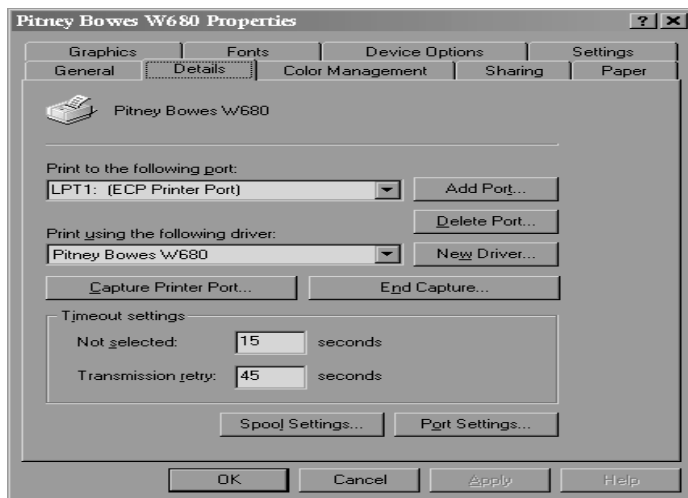 Pitney Bowes W680 Properties ? X
Graphics Fonts Device Options Settings
General Details Color Management Sharing Paper
Pitney Bowes W680
Print to the following port:
LPT1: (ECP Printer Port) Add Port...
Delete Port...
Print using the following driver:
Pitney Bowes W680 New Driver...
Capture Printer Port... End Capture...
Timeout settings
Not selected: 15 seconds
Transmission retry: 45 seconds
Spool Settings... Port Settings...
OK Cancel Apply Help